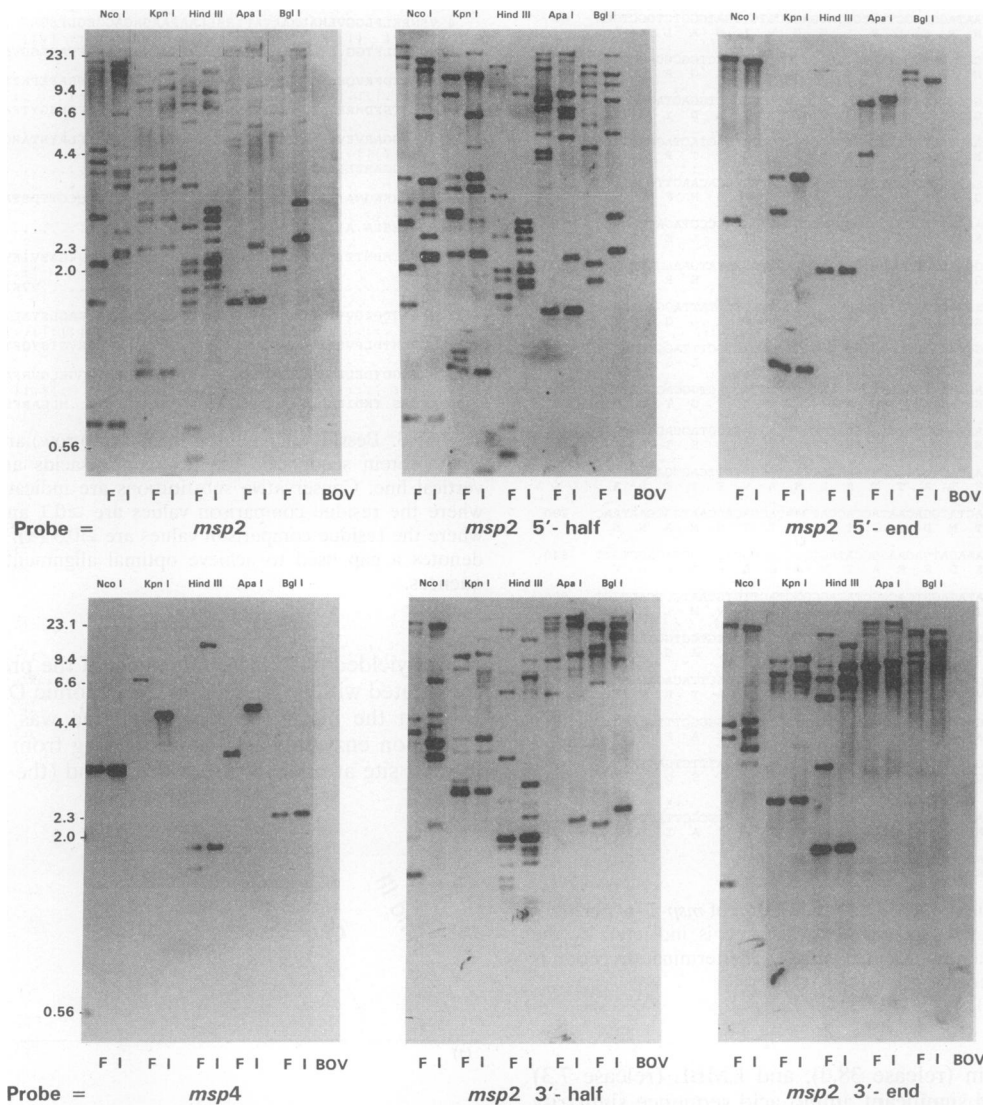 Nco I Kpn I Hind III Apa I Bgl I
Nco I Kpn I Hind III Apa I Bgl I
Nco I Kpn I Hind III Apa I Bgl I
23.1
9.4
6.6
4.4
2.3
2.0
0.56
F I F I F I F I F I BOV
F I F I F I F I F I BOV
F I F I F I F I F I BOV
Probe = msp2
msp2 5′- half
msp2 5′- end
Nco I Kpn I Hind III Apa I Bgl I
Nco I Kpn I Hind III Apa I Bgl I
Nco I Kpn I Hind III Apa I Bgl I
23.1
9.4
6.6
4.4
2.3
2.0
0.56
F I F I F I F I F I BOV
F I F I F I F I F I BOV
F I F I F I F I F I BOV
Probe = msp4
msp2 3′- half
msp2 3′- end